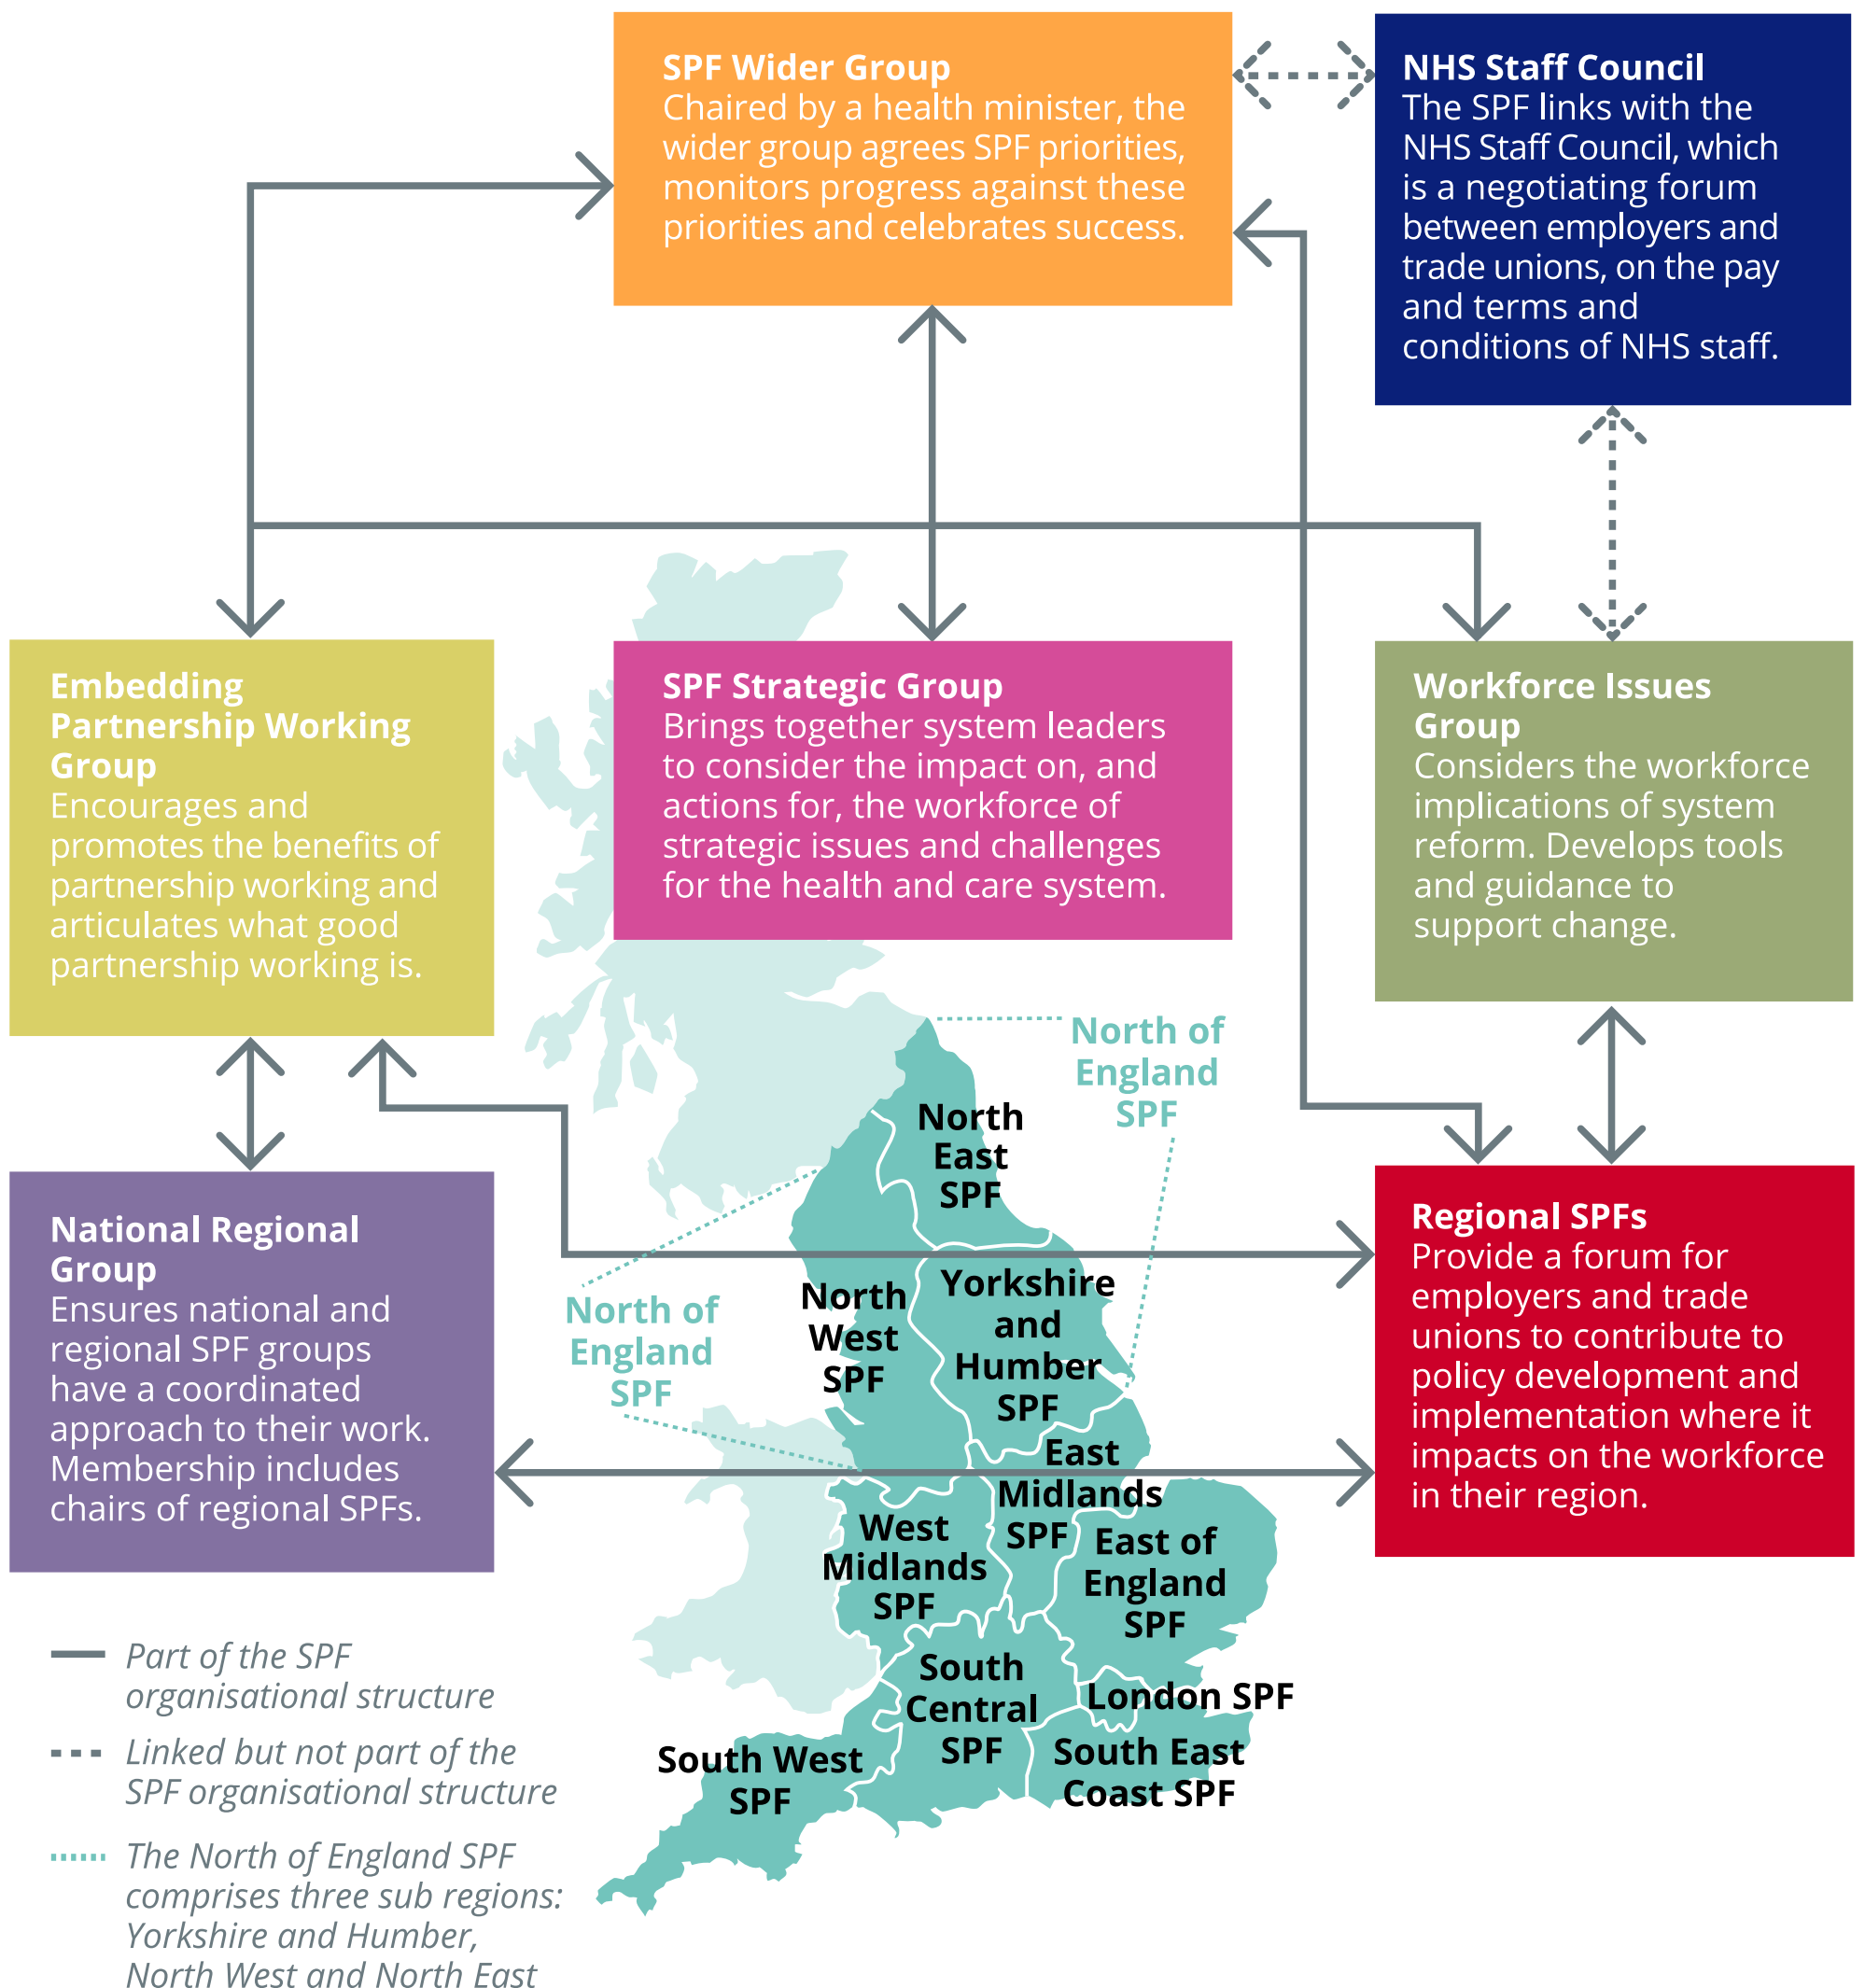 SPF Wider Group
Chaired by a health minister, the
wider group agrees SPF priorities,
monitors progress against these
priorities and celebrates success.
NHS Staff Council
The SPF links with the
NHS Staff Council, which
is a negotiating forum
between employers and
trade unions, on the pay
and terms and
conditions of NHS staff.
Embedding
Partnership Working
Group
Encourages and
promotes the benefits of
partnership working and
articulates what good
partnership working is.
SPF Strategic Group
Brings together system leaders
to consider the impact on, and
actions for, the workforce of
strategic issues and challenges
for the health and care system.
Workforce Issues
Group
Considers the workforce
implications of system
reform. Develops tools
and guidance to
support change.
North of
England
SPF
North
East
SPF
National Regional
Group
Ensures national and
regional SPF groups
have a coordinated
approach to their work.
Membership includes
chairs of regional SPFs.
North of
England
SPF
North
West
SPF
Yorkshire
and
Humber
SPF
Regional SPFs
Provide a forum for
employers and trade
unions to contribute to
policy development and
implementation where it
impacts on the workforce
in their region.
East
Midlands
SPF
West
Midlands
SPF
East of
England
SPF
South
Central
SPF
London SPF
South West
SPF
South East
Coast SPF
Part of the SPF
organisational structure
Linked but not part of the
SPF organisational structure
The North of England SPF
comprises three sub regions:
Yorkshire and Humber,
North West and North East